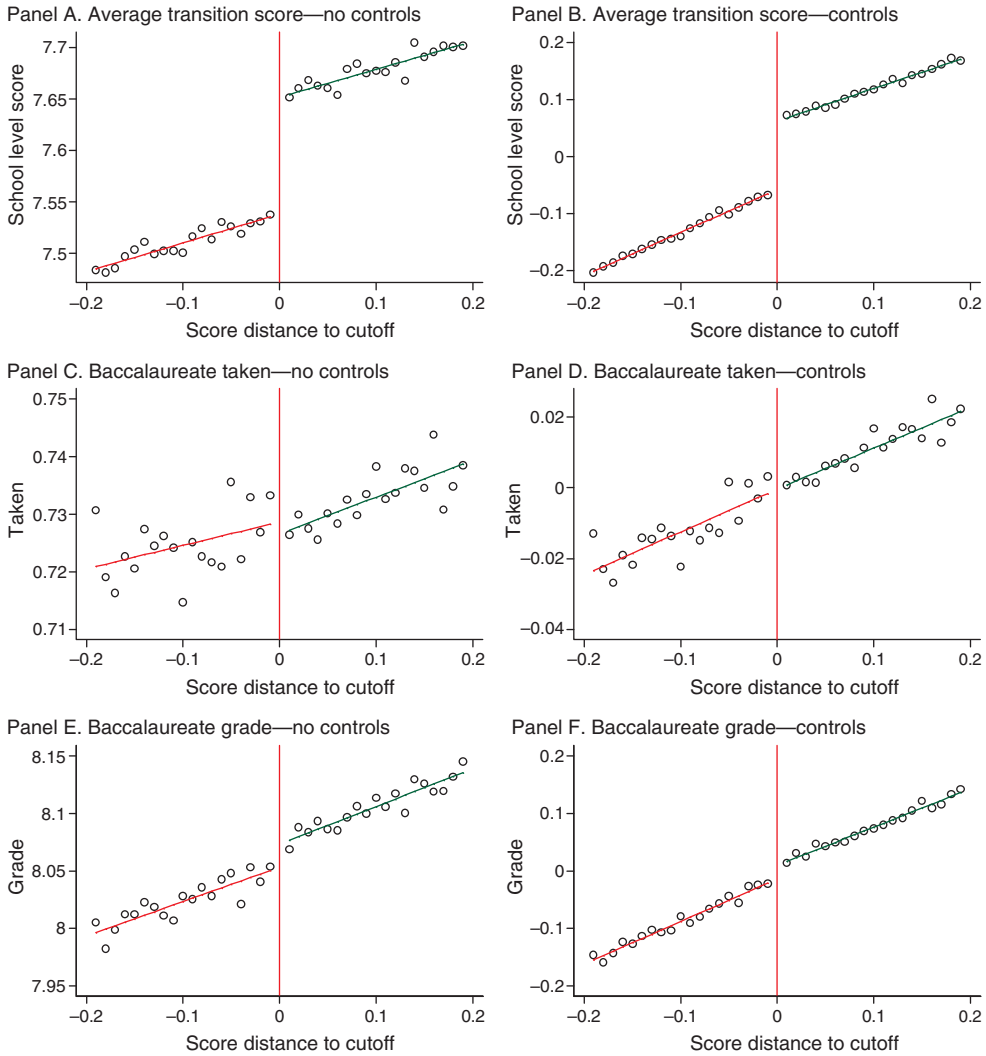 Panel A. Average transition score—no controls
School level score
7.7
7.65
7.6
7.55
7.5
−0.2 −0.1 0 0.1 0.2
Score distance to cutoff
Panel B. Average transition score—controls
School level score
0.2
0.1
0
−0.1
−0.2
−0.2 −0.1 0 0.1 0.2
Score distance to cutoff
Panel C. Baccalaureate taken—no controls
Taken
0.75
0.74
0.73
0.72
0.71
−0.2 −0.1 0 0.1 0.2
Score distance to cutoff
Panel D. Baccalaureate taken—controls
Taken
0.02
0
−0.02
−0.04
−0.2 −0.1 0 0.1 0.2
Score distance to cutoff
Panel E. Baccalaureate grade—no controls
Grade
8.15
8.1
8.05
8
7.95
−0.2 −0.1 0 0.1 0.2
Score distance to cutoff
Panel F. Baccalaureate grade—controls
Grade
0.2
0.1
0
−0.1
−0.2
−0.2 −0.1 0 0.1 0.2
Score distance to cutoff